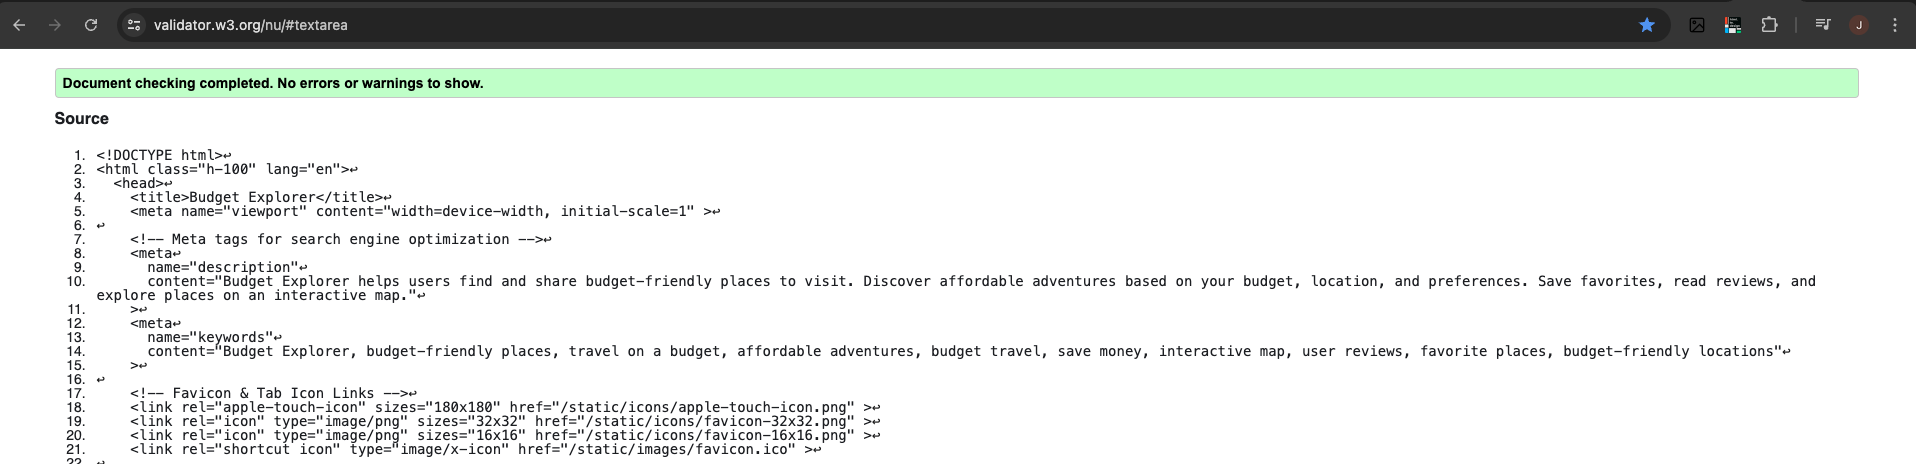 validator.w3.org/nu/#textarea
J
Document checking completed. No errors or warnings to show.
Source
1. <!DOCTYPE html>↩
2. <html class="h-100" lang="en">↩
3. <head>↩
4. <title>Budget Explorer</title>↩
5. <meta name="viewport" content="width=device-width, initial-scale=1" >↩
6. ↩
7. <!-- Meta tags for search engine optimization -->↩
8. <meta↩
9. name="description"↩
10. content="Budget Explorer helps users find and share budget-friendly places to visit. Discover affordable adventures based on your budget, location, and preferences. Save favorites, read reviews, and
explore places on an interactive map."↩
11. >↩
12. <meta↩
13. name="keywords"↩
14. content="Budget Explorer, budget-friendly places, travel on a budget, affordable adventures, budget travel, save money, interactive map, user reviews, favorite places, budget-friendly locations"↩
15. >↩
16. ↩
17. <!-- Favicon & Tab Icon Links -->↩
18. <link rel="apple-touch-icon" sizes="180x180" href="/static/icons/apple-touch-icon.png" >↩
19. <link rel="icon" type="image/png" sizes="32x32" href="/static/icons/favicon-32x32.png" >↩
20. <link rel="icon" type="image/png" sizes="16x16" href="/static/icons/favicon-16x16.png" >↩
21. <link rel="shortcut icon" type="image/x-icon" href="/static/images/favicon.ico" >↩
22. ↩